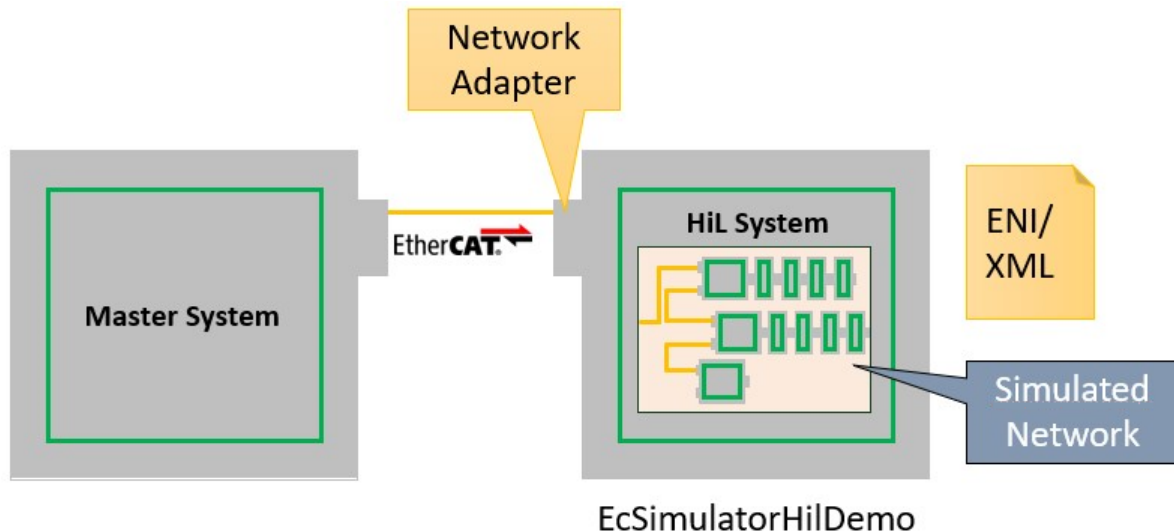 Network
Adapter
HiL System
ENI/
XML
EtherCAT®
Master System
Simulated
Network
EcSimulatorHilDemo